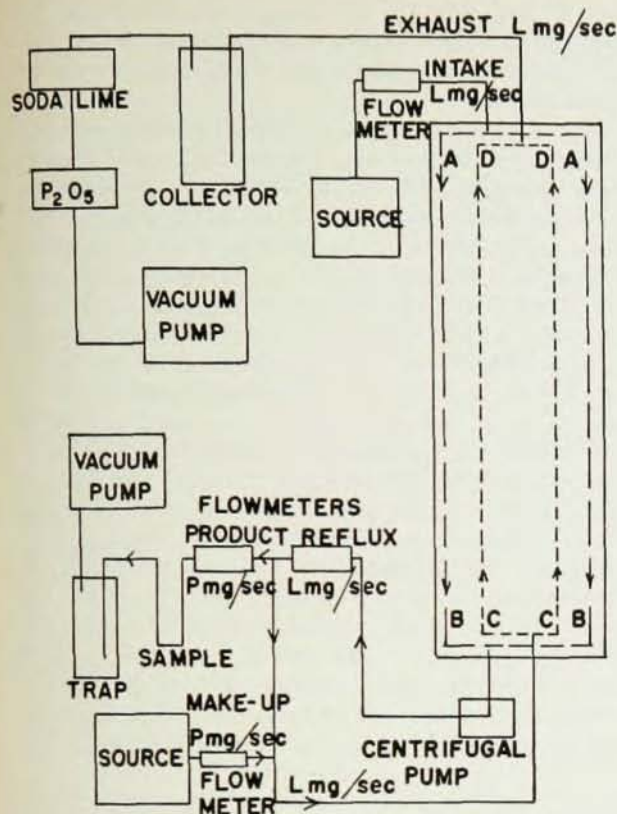 EXHAUST L mg/sec
INTAKE
L mg/sec
FLOW
METER
SODA LIME
COLLECTOR
P₂O₅
SOURCE
VACUUM
PUMP
A D D A
VACUUM
PUMP
FLOWMETERS
PRODUCT REFLUX
P mg/sec L mg/sec
B C C B
SAMPLE
TRAP
MAKE-UP
SOURCE
P mg/sec
FLOW
METER
L mg/sec
CENTRIFUGAL
PUMP